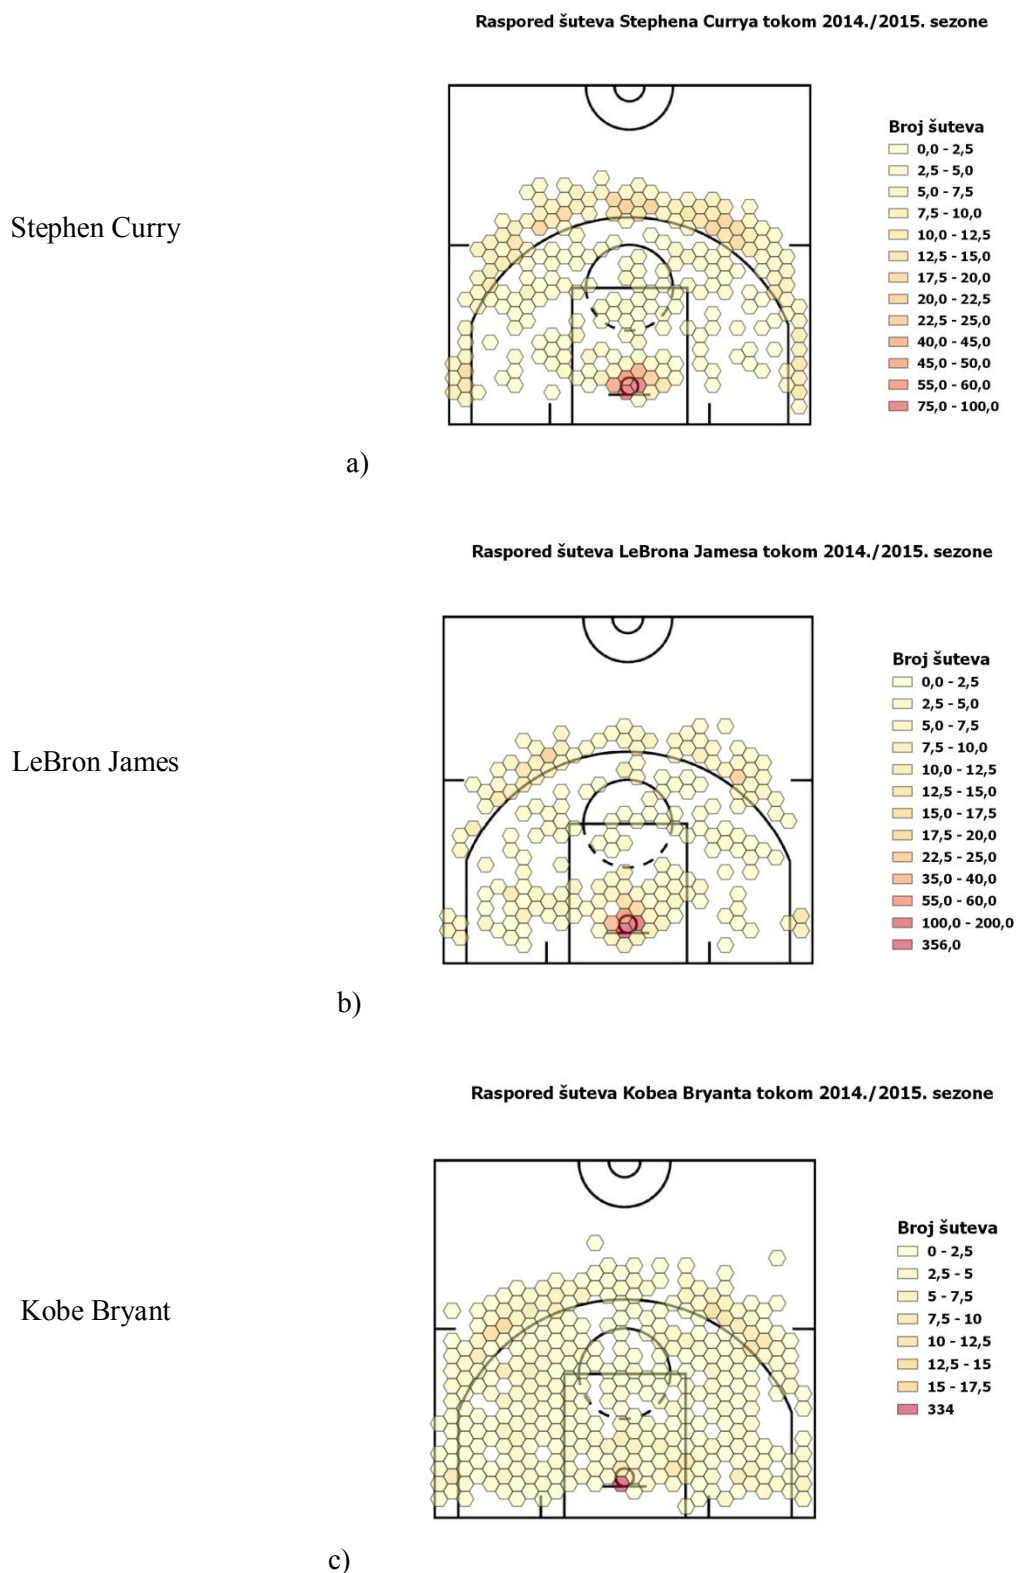 Raspored šuteva Stephena Currya tokom 2014./2015. sezone
Stephen Curry
Broj šuteva
0,0 - 2,5
2,5 - 5,0
5,0 - 7,5
7,5 - 10,0
10,0 - 12,5
12,5 - 15,0
17,5 - 20,0
20,0 - 22,5
22,5 - 25,0
40,0 - 45,0
45,0 - 50,0
55,0 - 60,0
75,0 - 100,0
a)
Raspored šuteva LeBrona Jamesa tokom 2014./2015. sezone
LeBron James
Broj šuteva
0,0 - 2,5
2,5 - 5,0
5,0 - 7,5
7,5 - 10,0
10,0 - 12,5
12,5 - 15,0
15,0 - 17,5
17,5 - 20,0
22,5 - 25,0
35,0 - 40,0
55,0 - 60,0
100,0 - 200,0
356,0
b)
Raspored šuteva Kobea Bryanta tokom 2014./2015. sezone
Kobe Bryant
Broj šuteva
0 - 2,5
2,5 - 5
5 - 7,5
7,5 - 10
10 - 12,5
12,5 - 15
15 - 17,5
334
c)